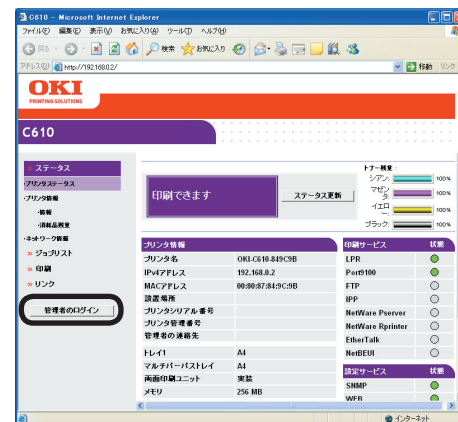 C610 - Microsoft Internet Explorer
ファイル(F) 編集(E) 表示(V) お気に入り(A) ツール(T) ヘルプ(H)
戻る 検索 お気に入り
アドレス(D) http://192.168.0.2/ 移動 リンク
OKI
PRINTING SOLUTIONS
C610
ステータス
プリンタステータス
プリンタ情報
情報
消耗品残量
ネットワーク情報
» ジョブリスト
» 印刷
» リンク
管理者のログイン
印刷できます
ステータス更新
トナー残量:
シアン: 100%
マゼンタ: 100%
イエロー: 100%
ブラック: 100%
プリンタ情報
プリンタ名 OKI-C610-849C9B
IPv4アドレス 192.168.0.2
MACアドレス 00:80:87:84:9C:9B
設置場所
プリンタシリアル番号
プリンタ管理番号
管理者の連絡先
トレイ1 A4
マルチパーパストレイ A4
両面印刷ユニット 実装
メモリ 256 MB
印刷サービス 状態
LPR
Port9100
FTP
IPP
NetWare Pserver
NetWare Rprinter
EtherTalk
NetBEUI
設定サービス 状態
SNMP
WEB
インターネット